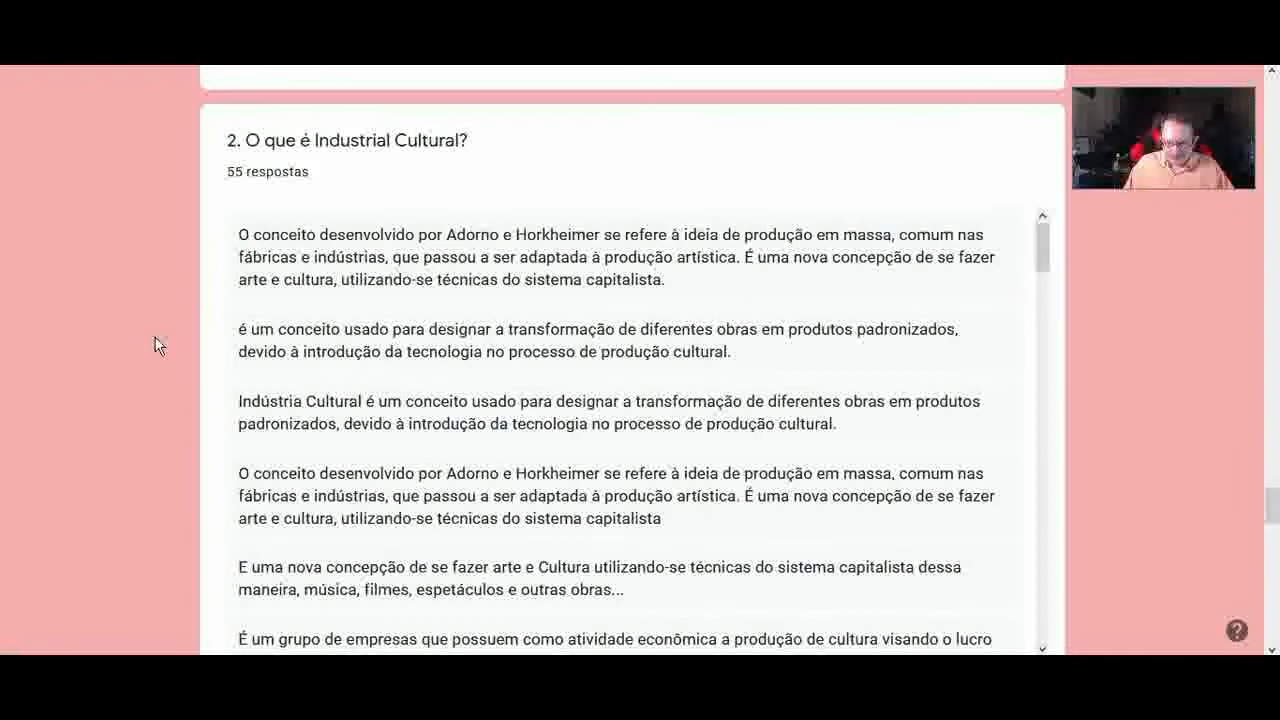 2. O que é Industrial Cultural?
55 respostas
O conceito desenvolvido por Adorno e Horkheimer se refere à ideia de produção em massa, comum nas
fábricas e indústrias, que passou a ser adaptada à produção artística. É uma nova concepção de se fazer
arte e cultura, utilizando-se técnicas do sistema capitalista.
é um conceito usado para designar a transformação de diferentes obras em produtos padronizados,
devido à introdução da tecnologia no processo de produção cultural.
Indústria Cultural é um conceito usado para designar a transformação de diferentes obras em produtos
padronizados, devido à introdução da tecnologia no processo de produção cultural.
O conceito desenvolvido por Adorno e Horkheimer se refere à ideia de produção em massa, comum nas
fábricas e indústrias, que passou a ser adaptada à produção artística. É uma nova concepção de se fazer
arte e cultura, utilizando-se técnicas do sistema capitalista
E uma nova concepção de se fazer arte e Cultura utilizando-se técnicas do sistema capitalista dessa
maneira, música, filmes, espetáculos e outras obras...
É um grupo de empresas que possuem como atividade econômica a produção de cultura visando o lucro
?